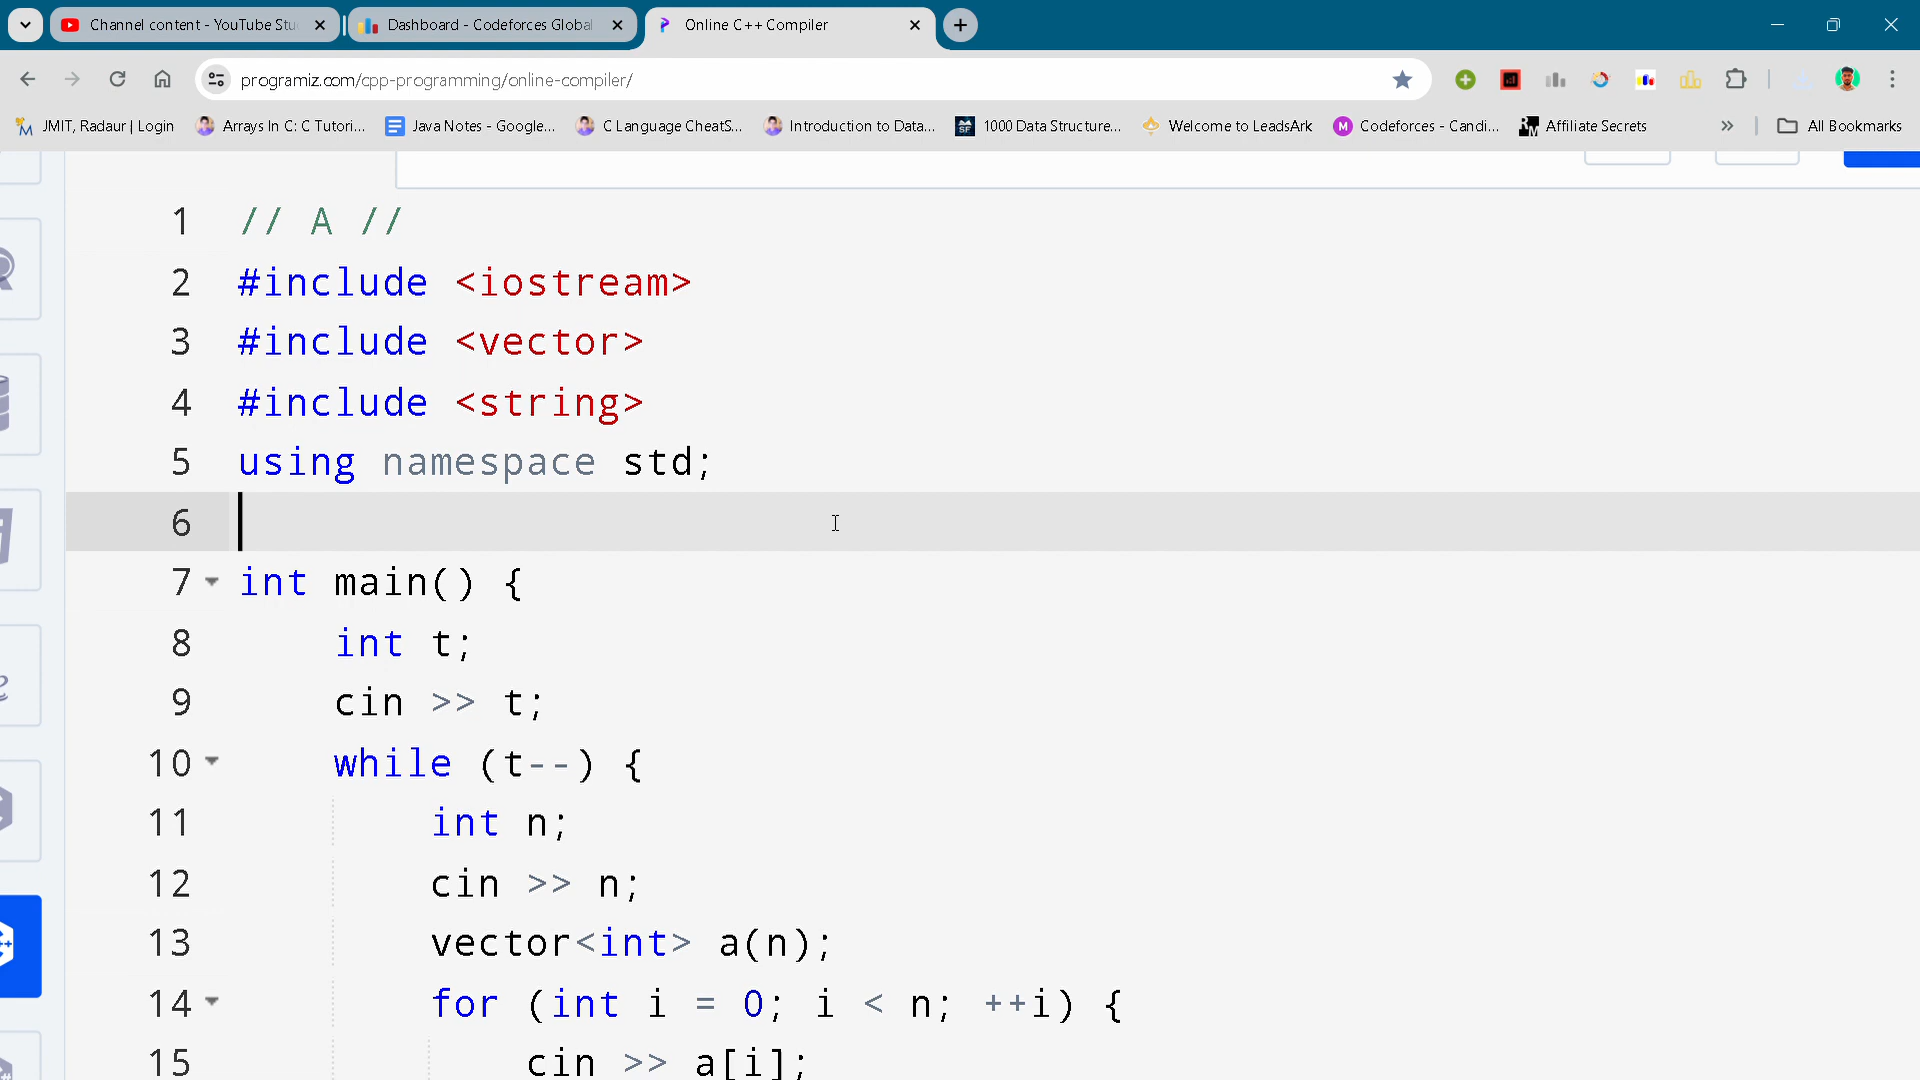 Channel content - YouTube Stu
Dashboard - Codeforces Global
Online C++ Compiler
programiz.com/cpp-programming/online-compiler/
JMIT, Radaur | Login
Arrays In C: C Tutori...
Java Notes - Google...
C Language CheatS...
Introduction to Data...
1000 Data Structure...
Welcome to LeadsArk
Codeforces - Candi...
Affiliate Secrets
All Bookmarks
1 // A //
2 #include <iostream>
3 #include <vector>
4 #include <string>
5 using namespace std;
6
7 int main() {
8 int t;
9 cin >> t;
10 while (t--) {
11 int n;
12 cin >> n;
13 vector<int> a(n);
14 for (int i = 0; i < n; ++i) {
15 cin >> a[i];